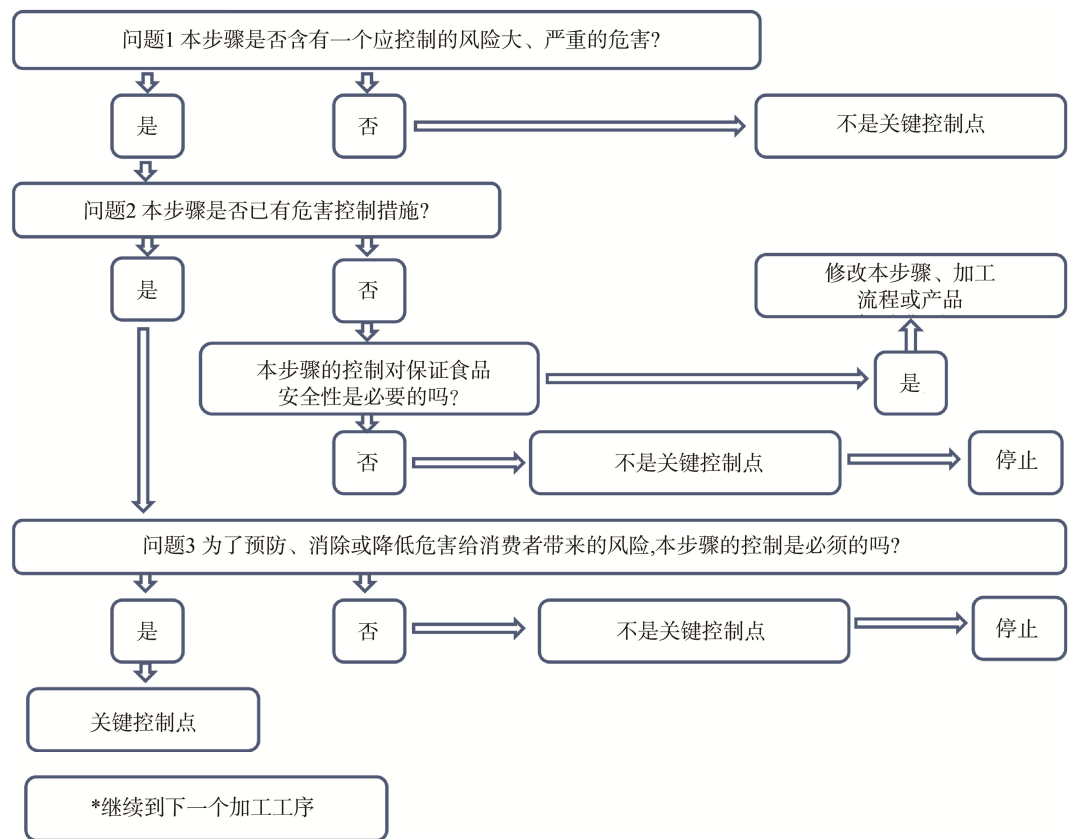 问题1 本步骤是否含有一个应控制的风险大、严重的危害?
是
否
不是关键控制点
问题2 本步骤是否已有危害控制措施?
是
否
修改本步骤、加工
流程或产品
本步骤的控制对保证食品
安全性是必要的吗?
是
否
不是关键控制点
停止
问题3 为了预防、消除或降低危害给消费者带来的风险,本步骤的控制是必须的吗?
是
否
不是关键控制点
停止
关键控制点
*继续到下一个加工工序